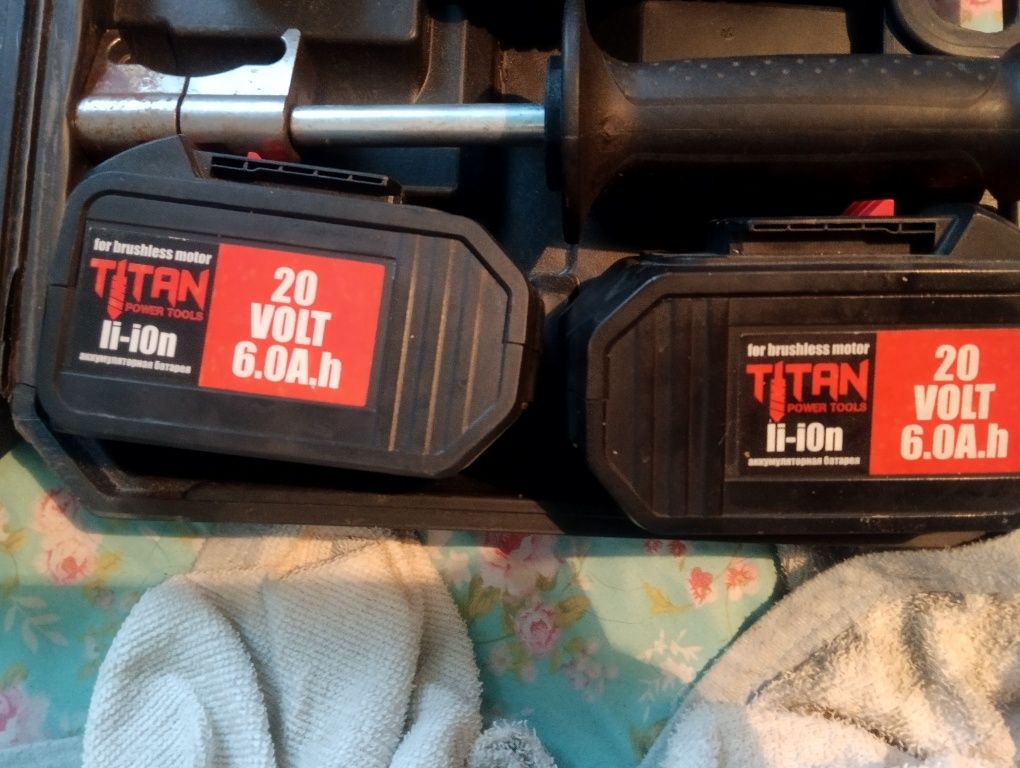 for brushless motor
TITAN
POWER TOOLS
li-iOn
аккумуляторная батарея
20
VOLT
6.0A.h
for brushless motor
TITAN
POWER TOOLS
li-iOn
аккумуляторная батарея
20
VOLT
6.0A.h